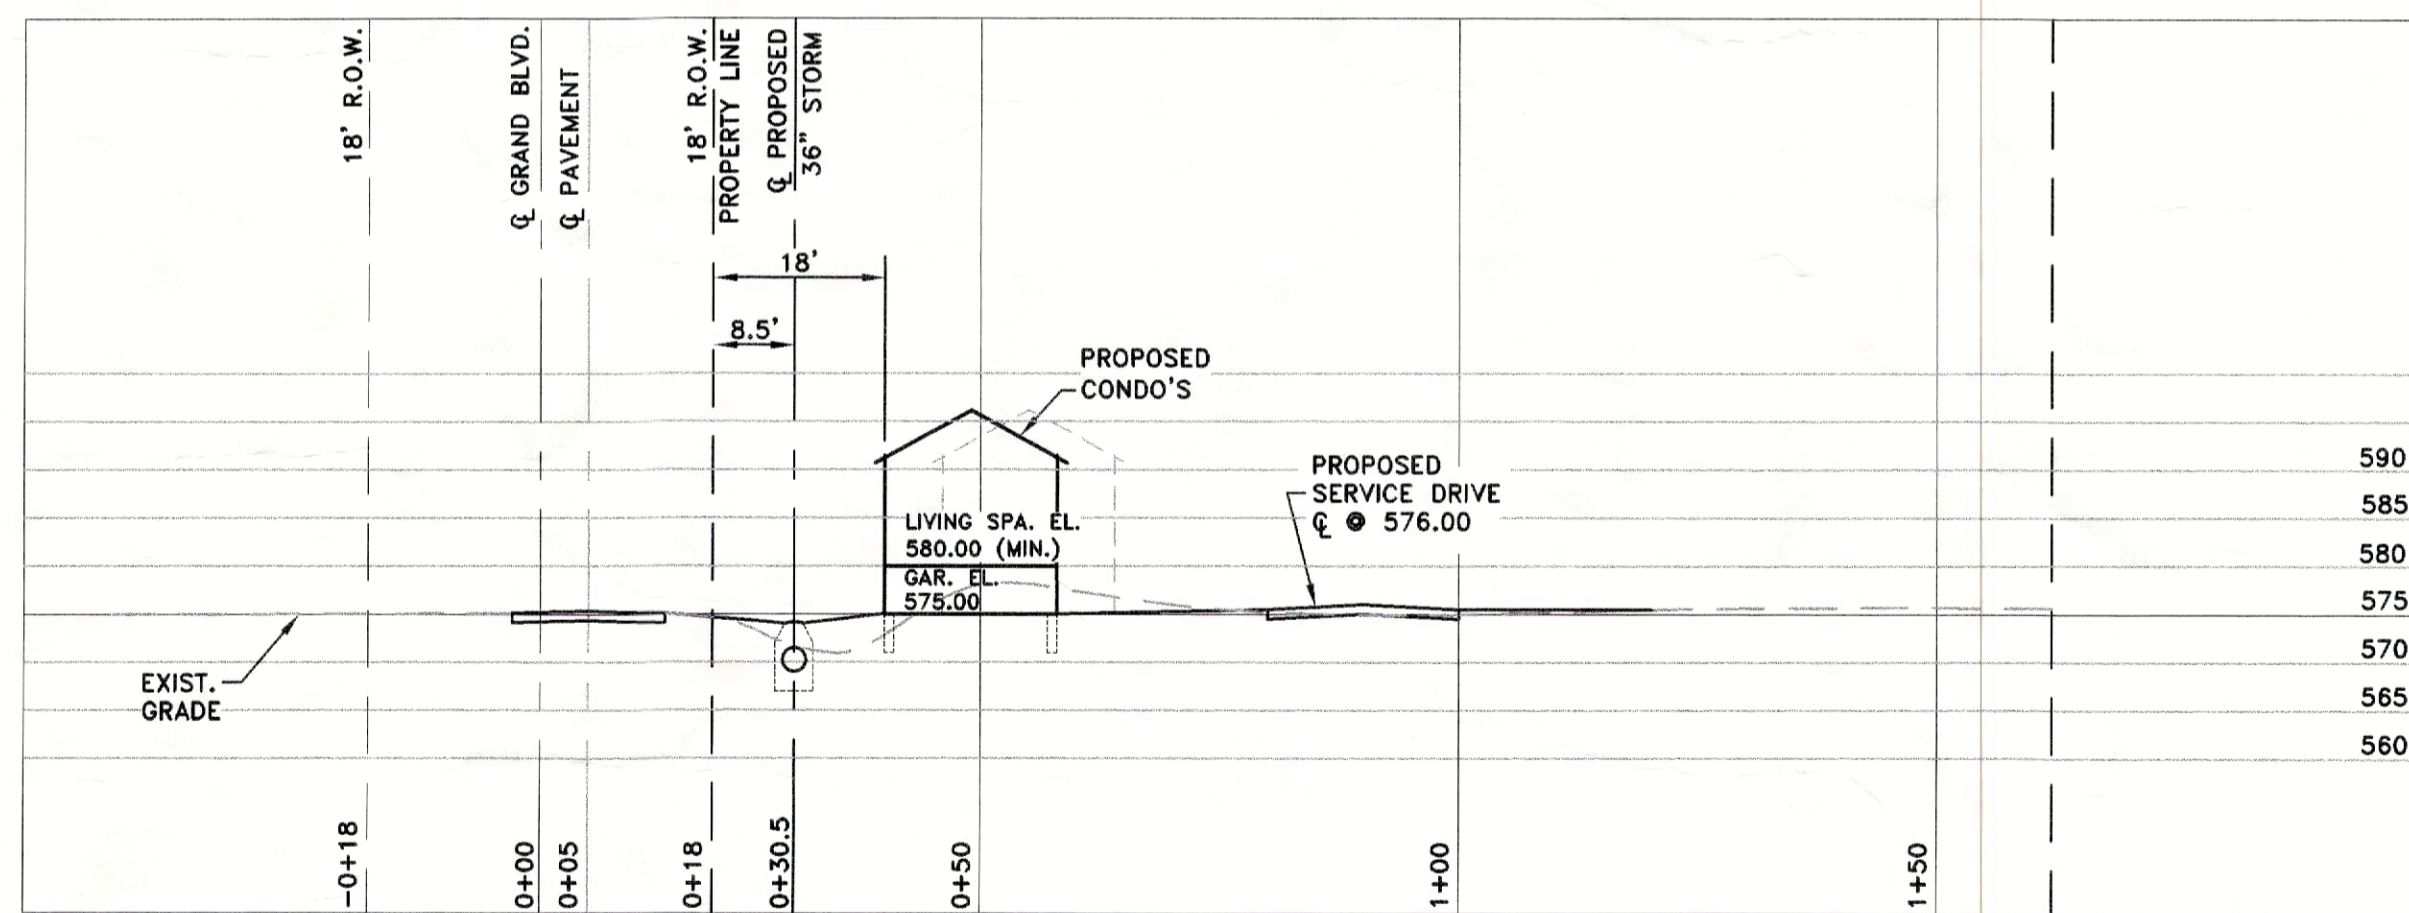 18' R.O.W.
℄ GRAND BLVD.
℄ PAVEMENT
18' R.O.W.
PROPERTY LINE
℄ PROPOSED
36" STORM
18'
8.5'
PROPOSED
CONDO'S
PROPOSED
SERVICE DRIVE
℄ @ 576.00
LIVING SPA. EL.
580.00 (MIN.)
GAR. EL.
575.00
EXIST.
GRADE
590
585
580
575
570
565
560
-0+18
0+00
0+05
0+18
0+30.5
0+50
1+00
1+50